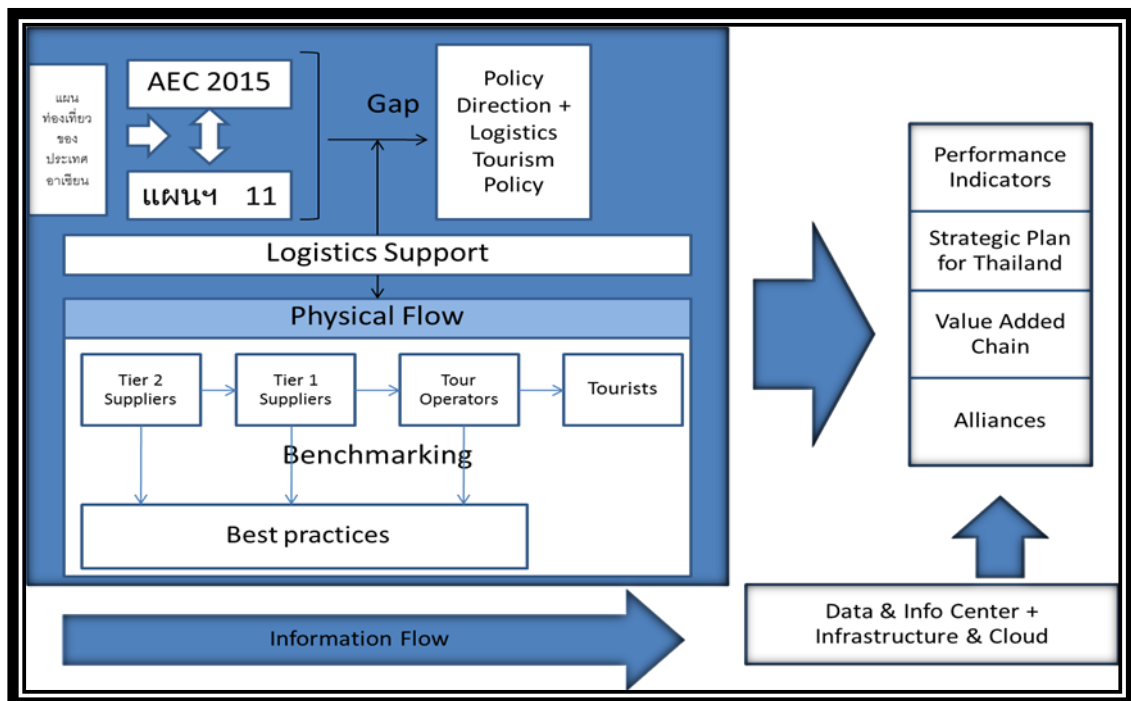 แผน
ท่องเที่ยว
ของ
ประเทศ
อาเซียน
AEC 2015
แผนฯ 11
Gap
Policy
Direction +
Logistics
Tourism
Policy
Logistics Support
Physical Flow
Tier 2
Suppliers
Tier 1
Suppliers
Tour
Operators
Tourists
Benchmarking
Best practices
Information Flow
Performance
Indicators
Strategic Plan
for Thailand
Value Added
Chain
Alliances
Data & Info Center +
Infrastructure & Cloud